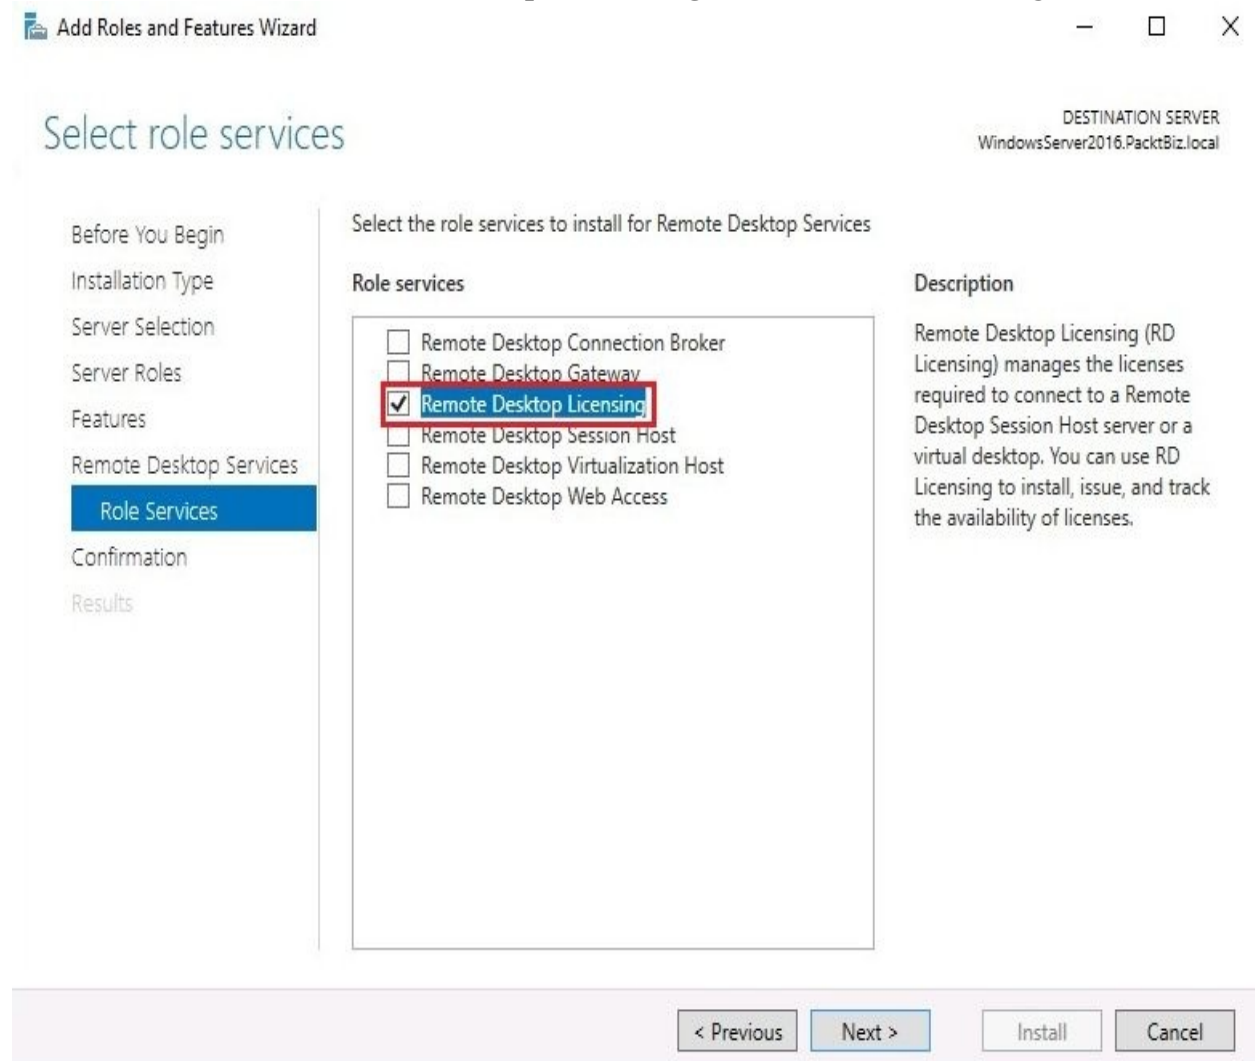 Add Roles and Features Wizard
Select role services
DESTINATION SERVER
WindowsServer2016.PacktBiz.local
Before You Begin
Installation Type
Server Selection
Server Roles
Features
Remote Desktop Services
Role Services
Confirmation
Results
Select the role services to install for Remote Desktop Services
Role services
Remote Desktop Connection Broker
Remote Desktop Gateway
Remote Desktop Licensing
Remote Desktop Session Host
Remote Desktop Virtualization Host
Remote Desktop Web Access
Description
Remote Desktop Licensing (RD
Licensing) manages the licenses
required to connect to a Remote
Desktop Session Host server or a
virtual desktop. You can use RD
Licensing to install, issue, and track
the availability of licenses.
< Previous
Next >
Install
Cancel